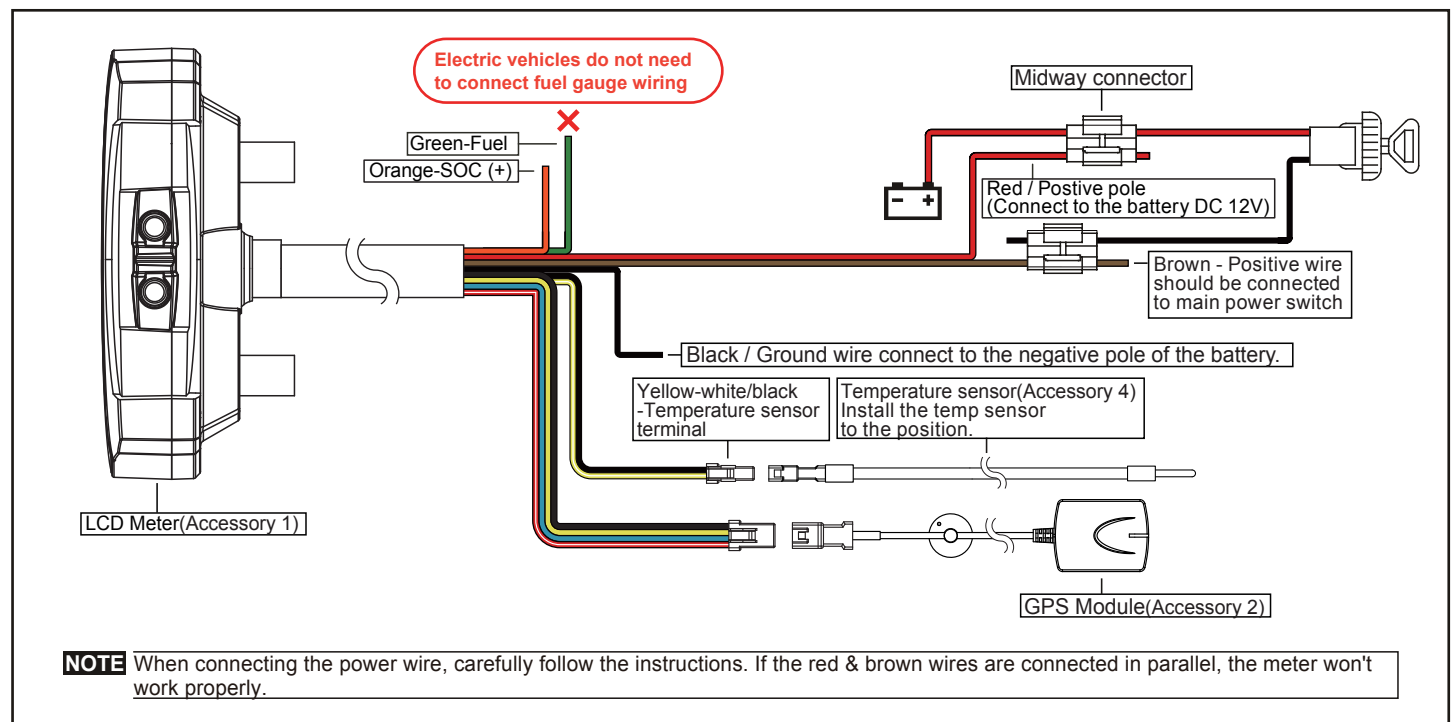 Electric vehicles do not need
to connect fuel gauge wiring
Midway connector
Green-Fuel
Orange-SOC (+)
Red / Postive pole
(Connect to the battery DC 12V)
Brown - Positive wire
should be connected
to main power switch
Black / Ground wire connect to the negative pole of the battery.
Yellow-white/black
-Temperature sensor
terminal
Temperature sensor(Accessory 4)
Install the temp sensor
to the position.
LCD Meter(Accessory 1)
GPS Module(Accessory 2)
NOTE When connecting the power wire, carefully follow the instructions. If the red & brown wires are connected in parallel, the meter won't
work properly.